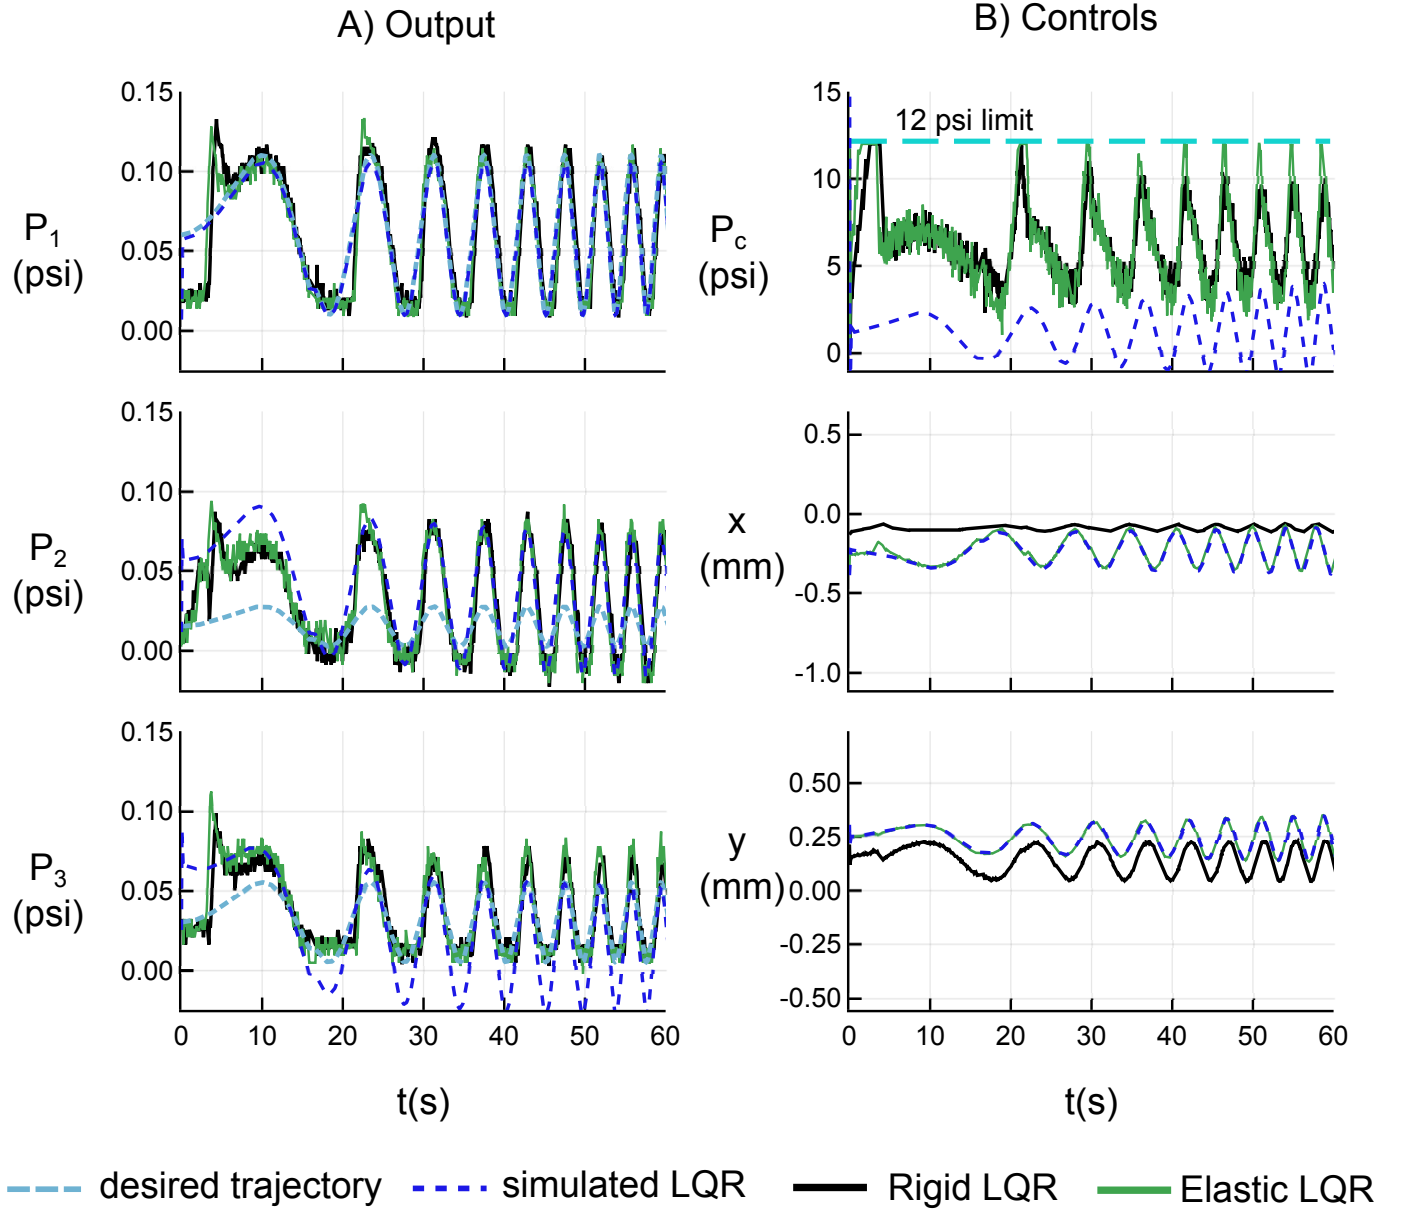 A) Output
B) Controls
0.15
0.10
0.05
0.00
P1
(psi)
15
10
5
0
12 psi limit
Pc
(psi)
0.15
0.10
0.05
0.00
P2
(psi)
0.5
0.0
-0.5
-1.0
x
(mm)
0.15
0.10
0.05
0.00
P3
(psi)
0.50
0.25
0.00
-0.25
-0.50
y
(mm)
0 10 20 30 40 50 60
0 10 20 30 40 50 60
t(s)
t(s)
desired trajectory simulated LQR Rigid LQR Elastic LQR